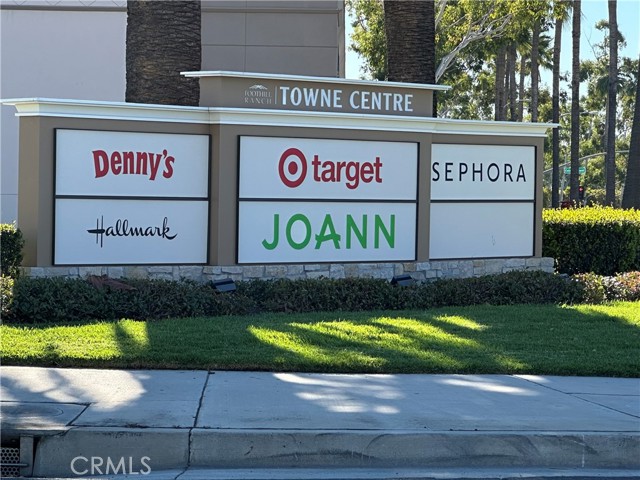 FOOTHILL
RANCH
TOWNE CENTRE
Denny's
target
SEPHORA
Hallmark
JOANN
CRMLS